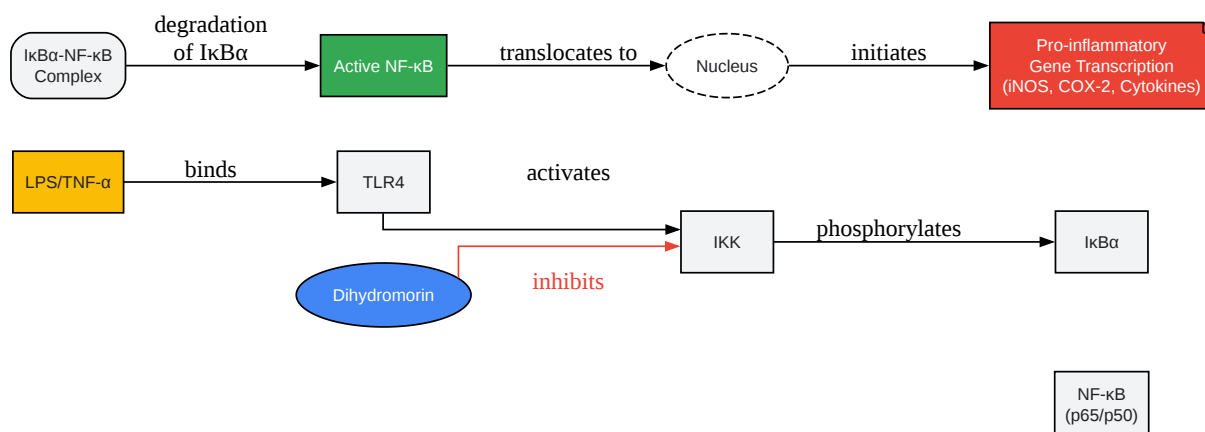 IκBα-NF-κB
Complex
degradation
of IκBα
Active NF-κB
translocates to
Nucleus
initiates
Pro-inflammatory
Gene Transcription
(iNOS, COX-2, Cytokines)
LPS/TNF-α
binds
TLR4
activates
IKK
phosphorylates
IκBα
Dihydromorin
inhibits
NF-κB
(p65/p50)